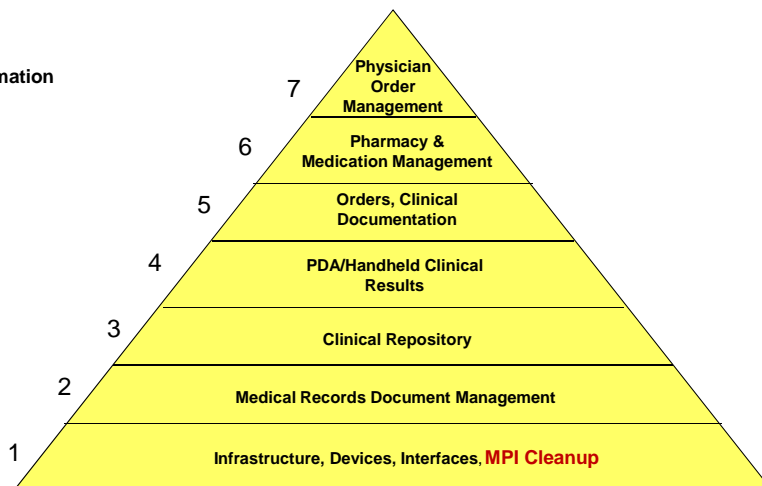 mation
7
Physician
Order
Management
6
Pharmacy &
Medication Management
5
Orders, Clinical
Documentation
4
PDA/Handheld Clinical
Results
3
Clinical Repository
2
Medical Records Document Management
1
Infrastructure, Devices, Interfaces, MPI Cleanup